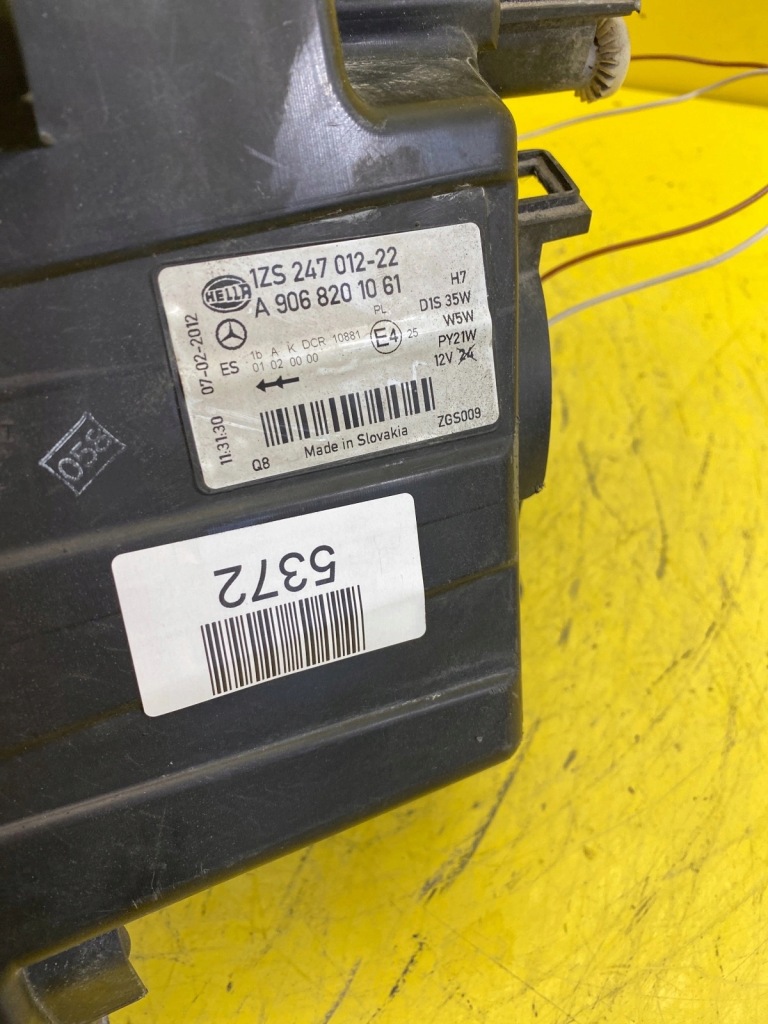 HELLA
1ZS 247 012-22
A 906 820 10 61
07-02-2012
11:31:30
ES
1b A K DCR 10881
01 02 00 00
PL
E4
25
H7
D1S 35W
W5W
PY21W
12V 24
Q8
Made in Slovakia
ZGS009
058
5372